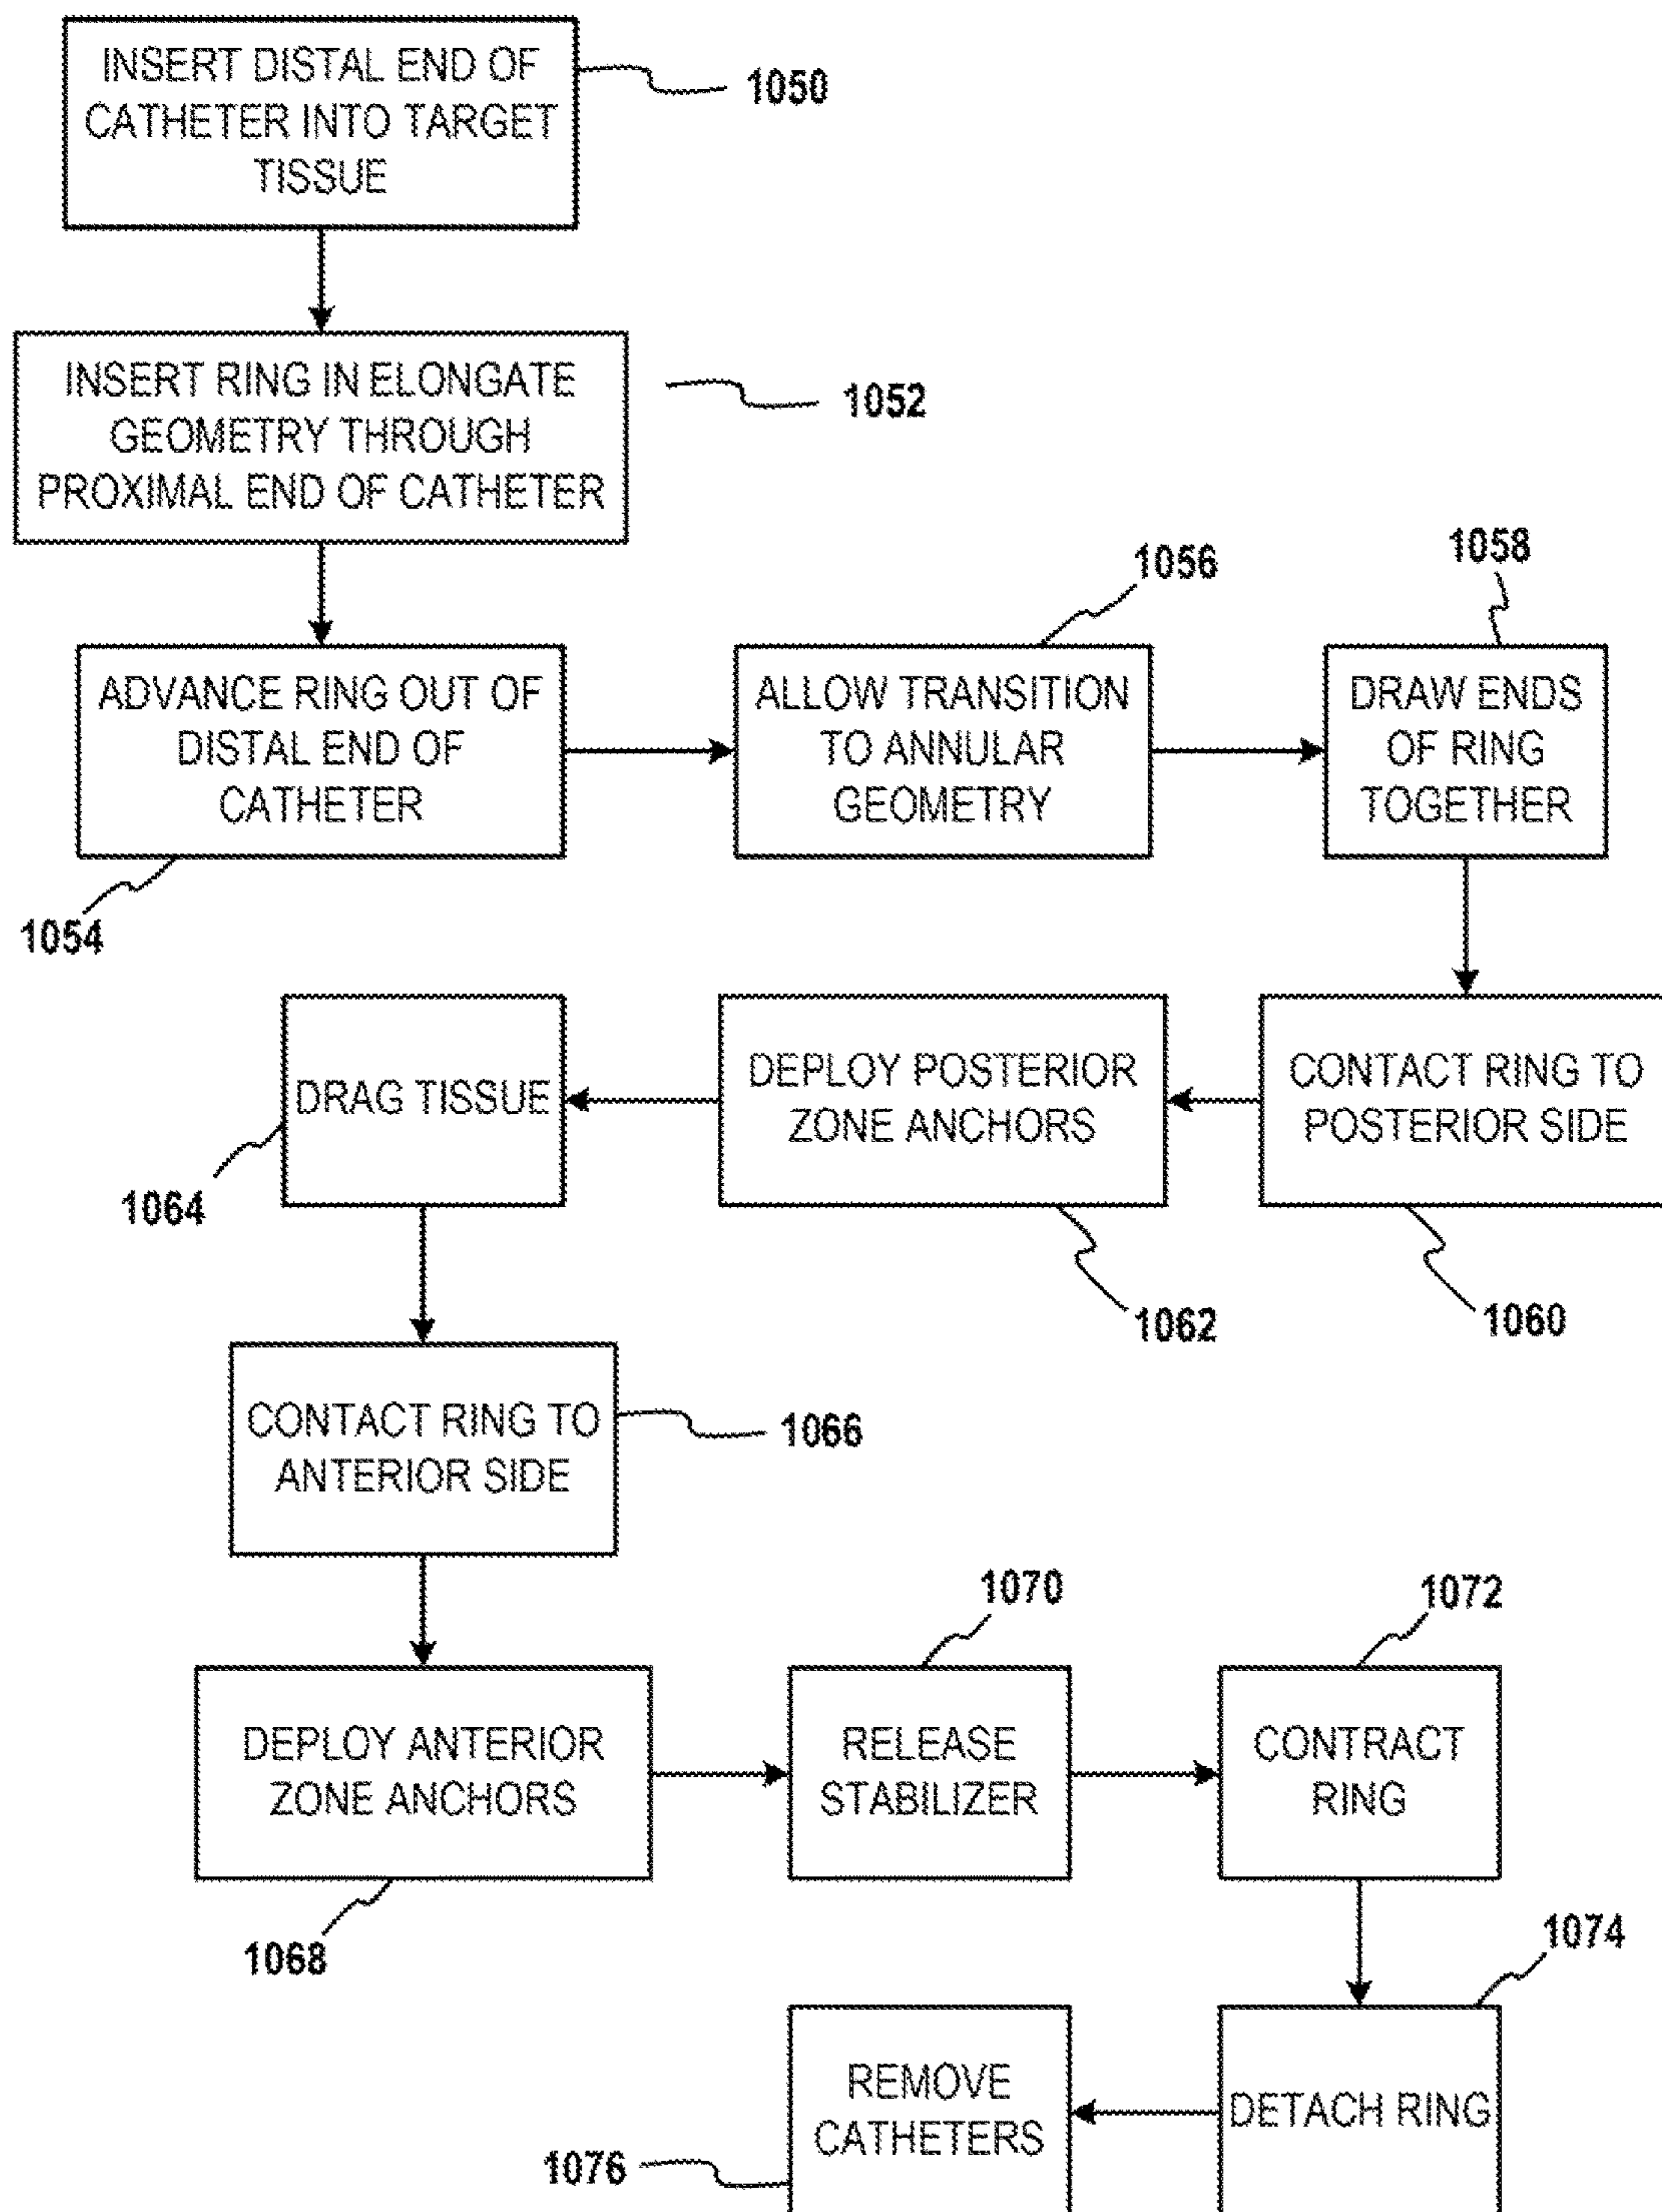 INSERT DISTAL END OF
CATHETER INTO TARGET
TISSUE
1050
INSERT RING IN ELONGATE
GEOMETRY THROUGH
PROXIMAL END OF CATHETER
1052
ADVANCE RING OUT OF
DISTAL END OF
CATHETER
1054
ALLOW TRANSITION
TO ANNULAR
GEOMETRY
1056
DRAW ENDS
OF RING
TOGETHER
1058
CONTACT RING TO
POSTERIOR SIDE
1060
DEPLOY POSTERIOR
ZONE ANCHORS
1062
DRAG TISSUE
1064
CONTACT RING TO
ANTERIOR SIDE
1066
DEPLOY ANTERIOR
ZONE ANCHORS
1068
RELEASE
STABILIZER
1070
CONTRACT
RING
1072
DETACH RING
1074
REMOVE
CATHETERS
1076